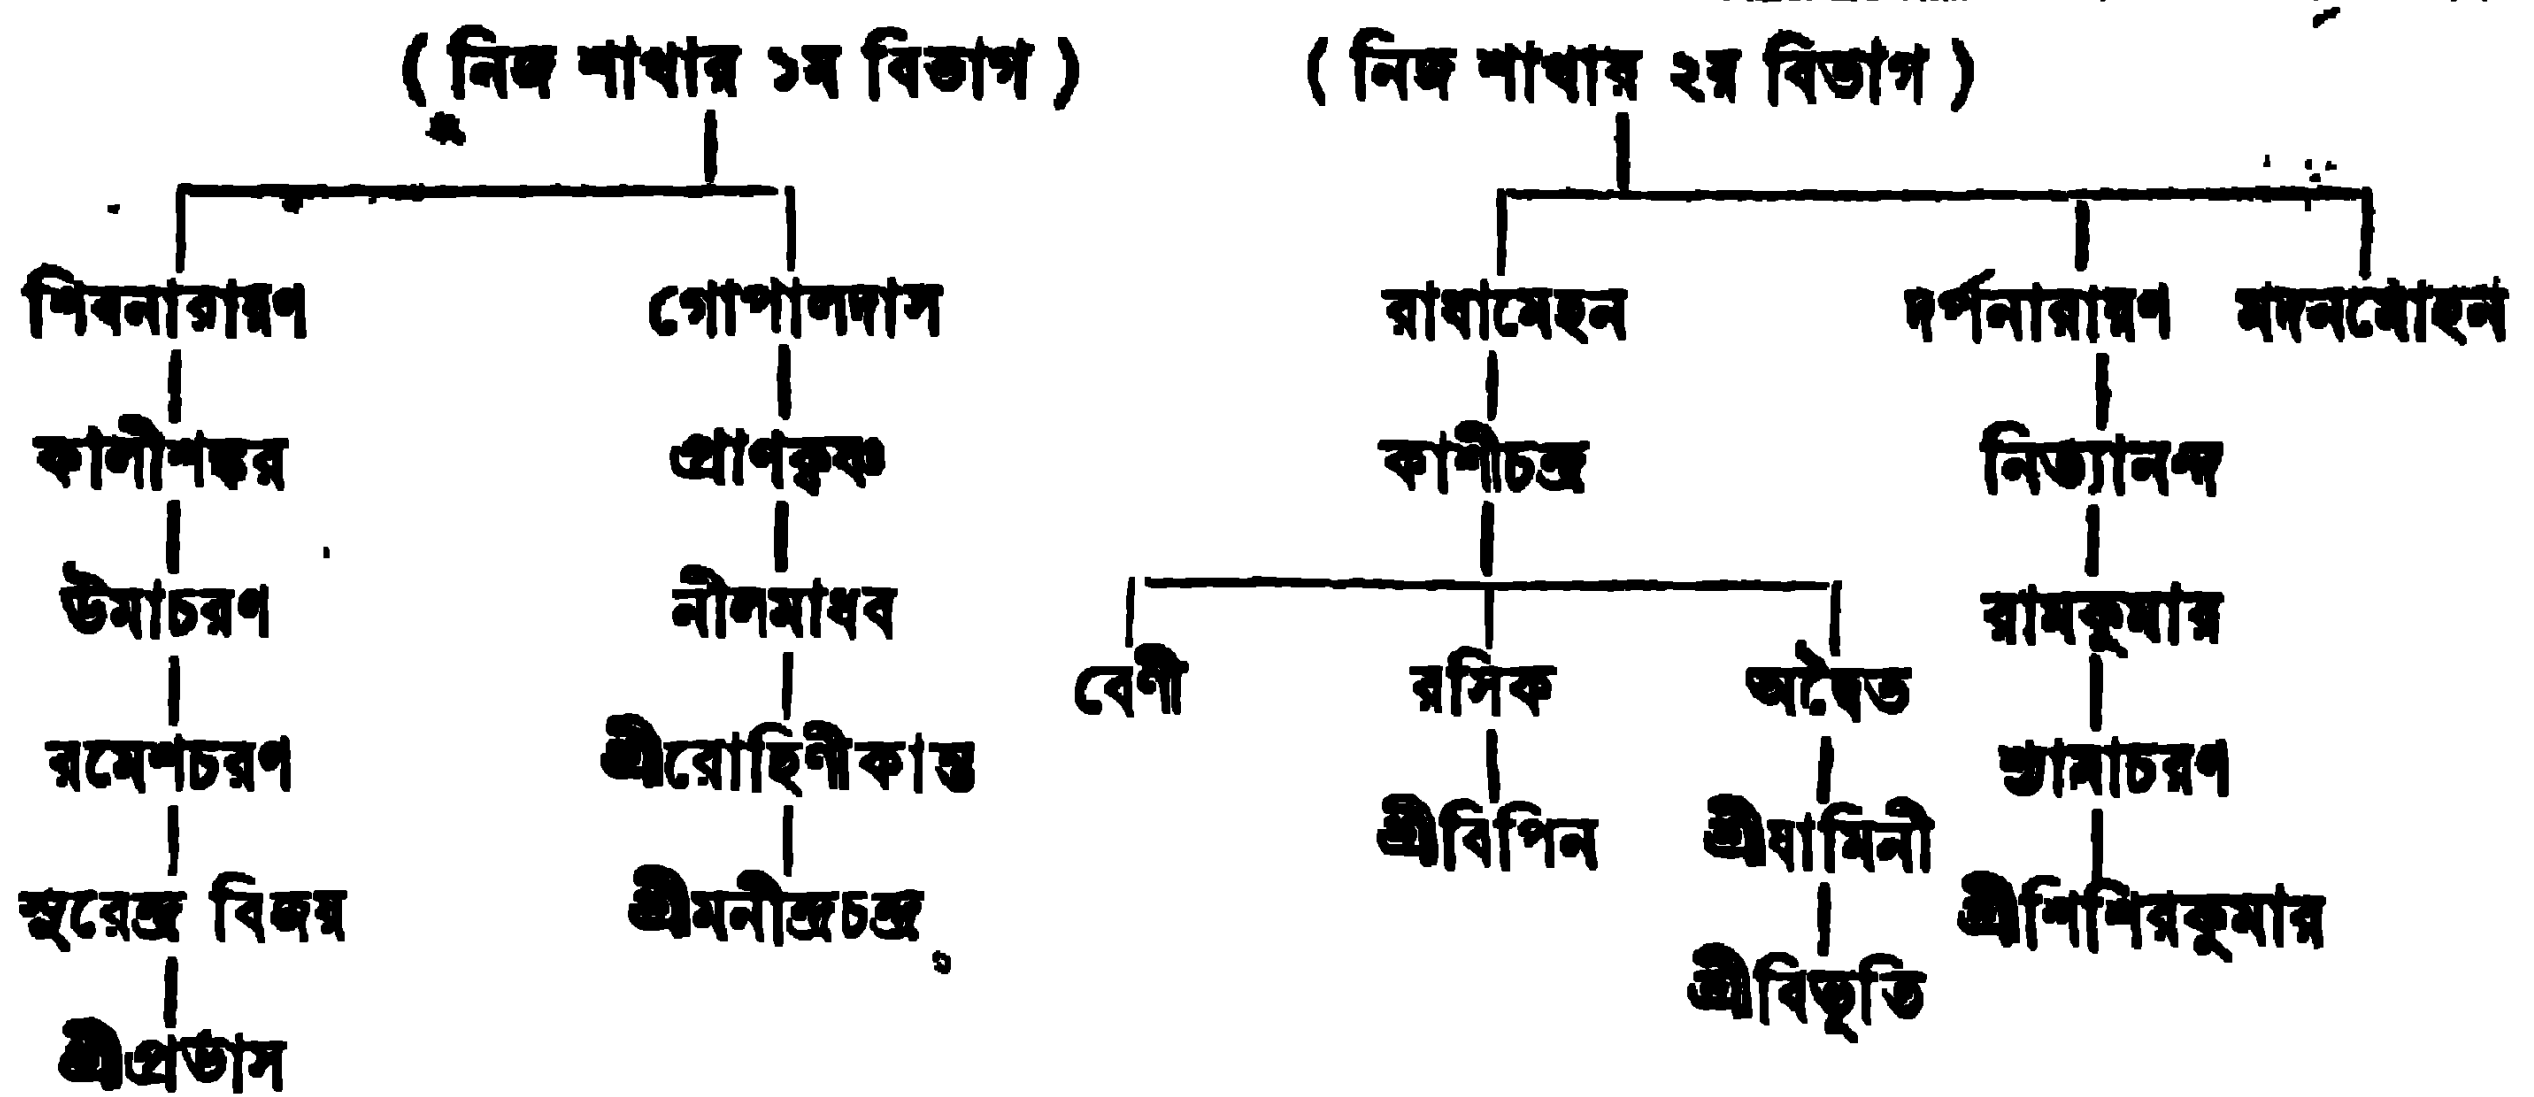 ( নিজ শাখার ১ম বিভাগ ) ( নিজ শাখার ২য় বিভাগ )
শিবনারায়ণ গোপালদাস রাধামেহন দর্পনারায়ণ মদনমোহন
কালীশঙ্কর প্রাণকৃষ্ণ কাশীচন্দ্র নিত্যানন্দ
উমাচরণ নীলমাধব রামকুমার
বেণী রসিক অদ্বৈত
রমেশচরণ শ্রীরোহিণীকান্ত শ্যামাচরণ
শ্রীবিপিন শ্রীযামিনী
সুরেন্দ্র বিজয় শ্রীমনীন্দ্রচন্দ্র শ্রীশিশিরকুমার
শ্রীবিভূতি
শ্রীপ্রভাস